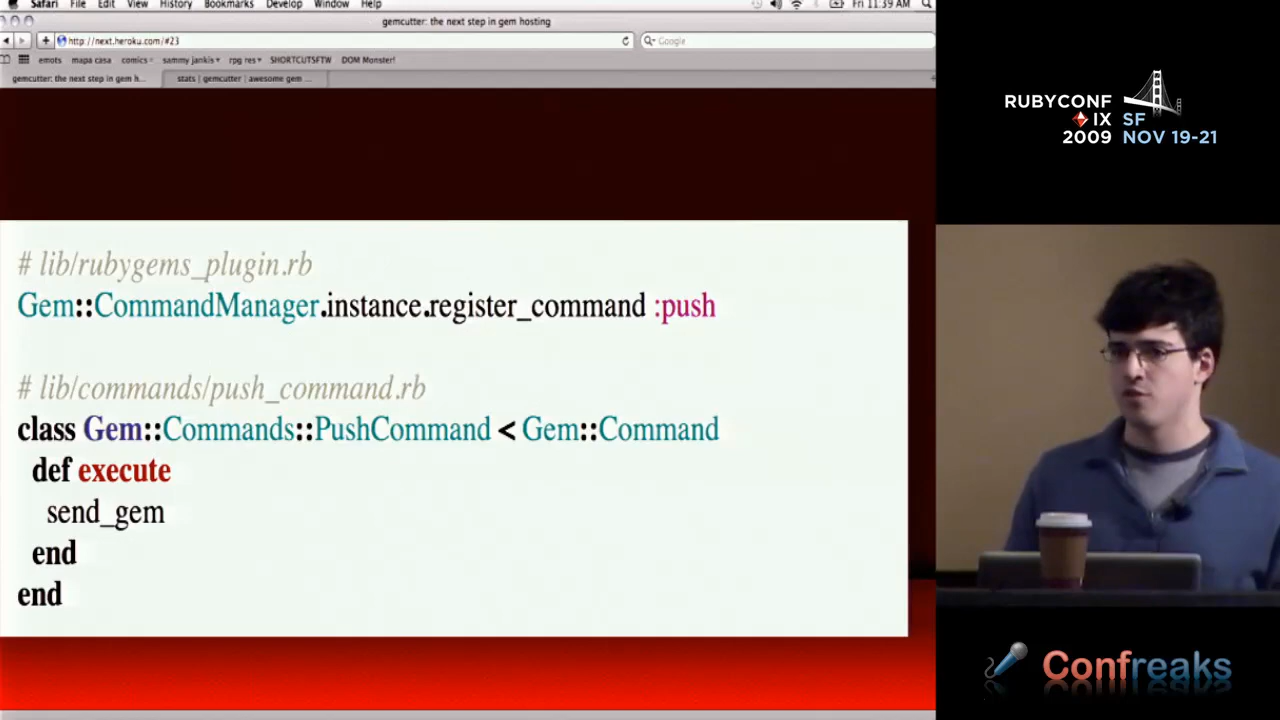 Safari File Edit View History Bookmarks Develop Window Help Fri 11:39 AM
gemcutter: the next step in gem hosting
http://next.heroku.com/#23 Google
emots mapa casa comics sammy jankis rpg res SHORTCUTSFTW DOM Monster!
gemcutter: the next step in gem h... stats | gemcutter | awesome gem ...
# lib/rubygems_plugin.rb
Gem::CommandManager.instance.register_command :push
# lib/commands/push_command.rb
class Gem::Commands::PushCommand < Gem::Command
def execute
send_gem
end
end
RUBYCONF
IX SF
2009 NOV 19-21
Confreaks